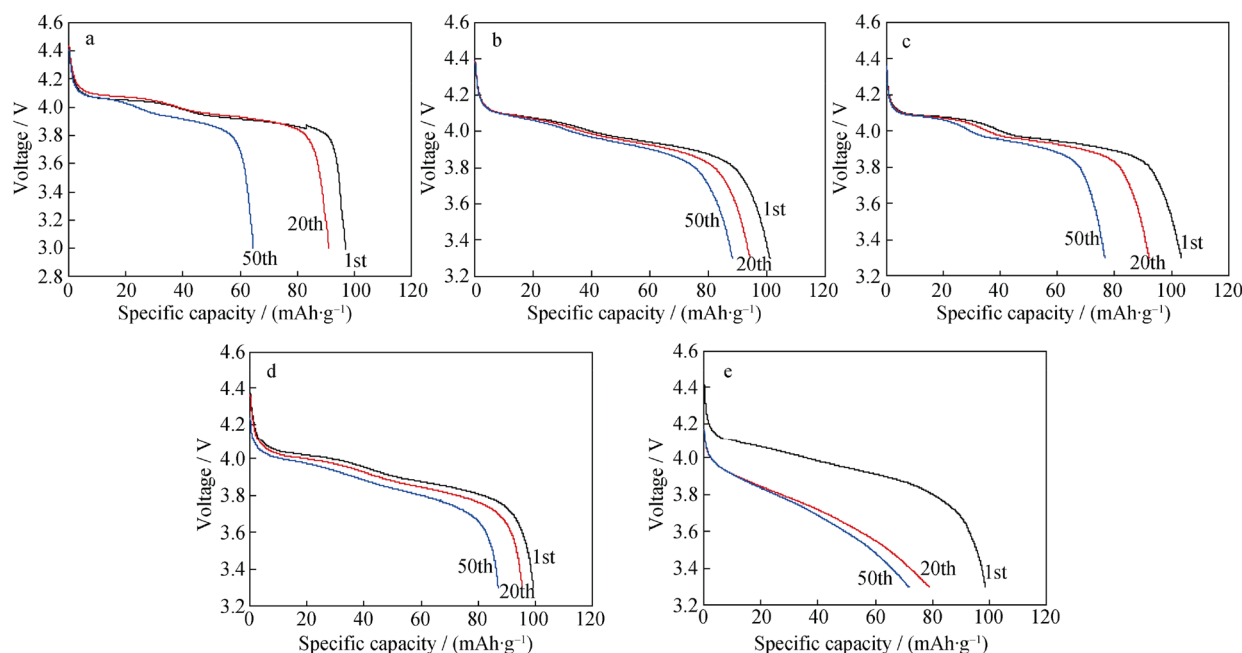 a
4.6
4.4
4.2
4.0
3.8
3.6
3.4
3.2
3.0
2.8
Voltage / V
50th
20th
1st
0 20 40 60 80 100 120
Specific capacity / (mAh·g⁻¹)
b
4.6
4.4
4.2
4.0
3.8
3.6
3.4
3.2
Voltage / V
50th
20th
1st
0 20 40 60 80 100 120
Specific capacity / (mAh·g⁻¹)
c
4.6
4.4
4.2
4.0
3.8
3.6
3.4
3.2
Voltage / V
50th
20th
1st
0 20 40 60 80 100 120
Specific capacity / (mAh·g⁻¹)
d
4.6
4.4
4.2
4.0
3.8
3.6
3.4
3.2
Voltage / V
50th
20th
1st
0 20 40 60 80 100 120
Specific capacity / (mAh·g⁻¹)
e
4.6
4.4
4.2
4.0
3.8
3.6
3.4
3.2
Voltage / V
50th
20th
1st
0 20 40 60 80 100 120
Specific capacity / (mAh·g⁻¹)